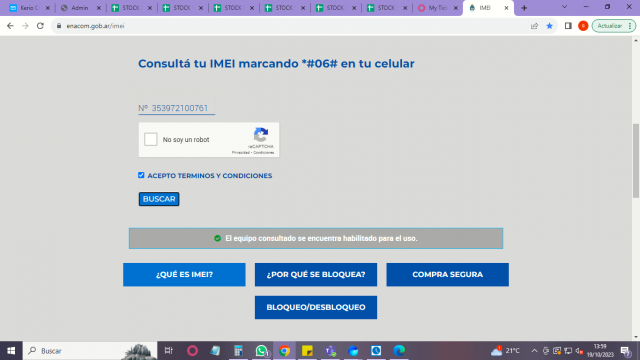 Admin
STOCK
STOCK
STOCK
STOCK
STOCK
IMEI
enacom.gob.ar/imei
Actualizar
Consultá tu IMEI marcando *#06# en tu celular
Nº 353972100761
No soy un robot
reCAPTCHA
Privacidad - Condiciones
ACEPTO TERMINOS Y CONDICIONES
BUSCAR
El equipo consultado se encuentra habilitado para el uso.
¿QUÉ ES IMEI?
¿POR QUÉ SE BLOQUEA?
COMPRA SEGURA
BLOQUEO/DESBLOQUEO
Buscar
21°C
13:59
19/10/2023